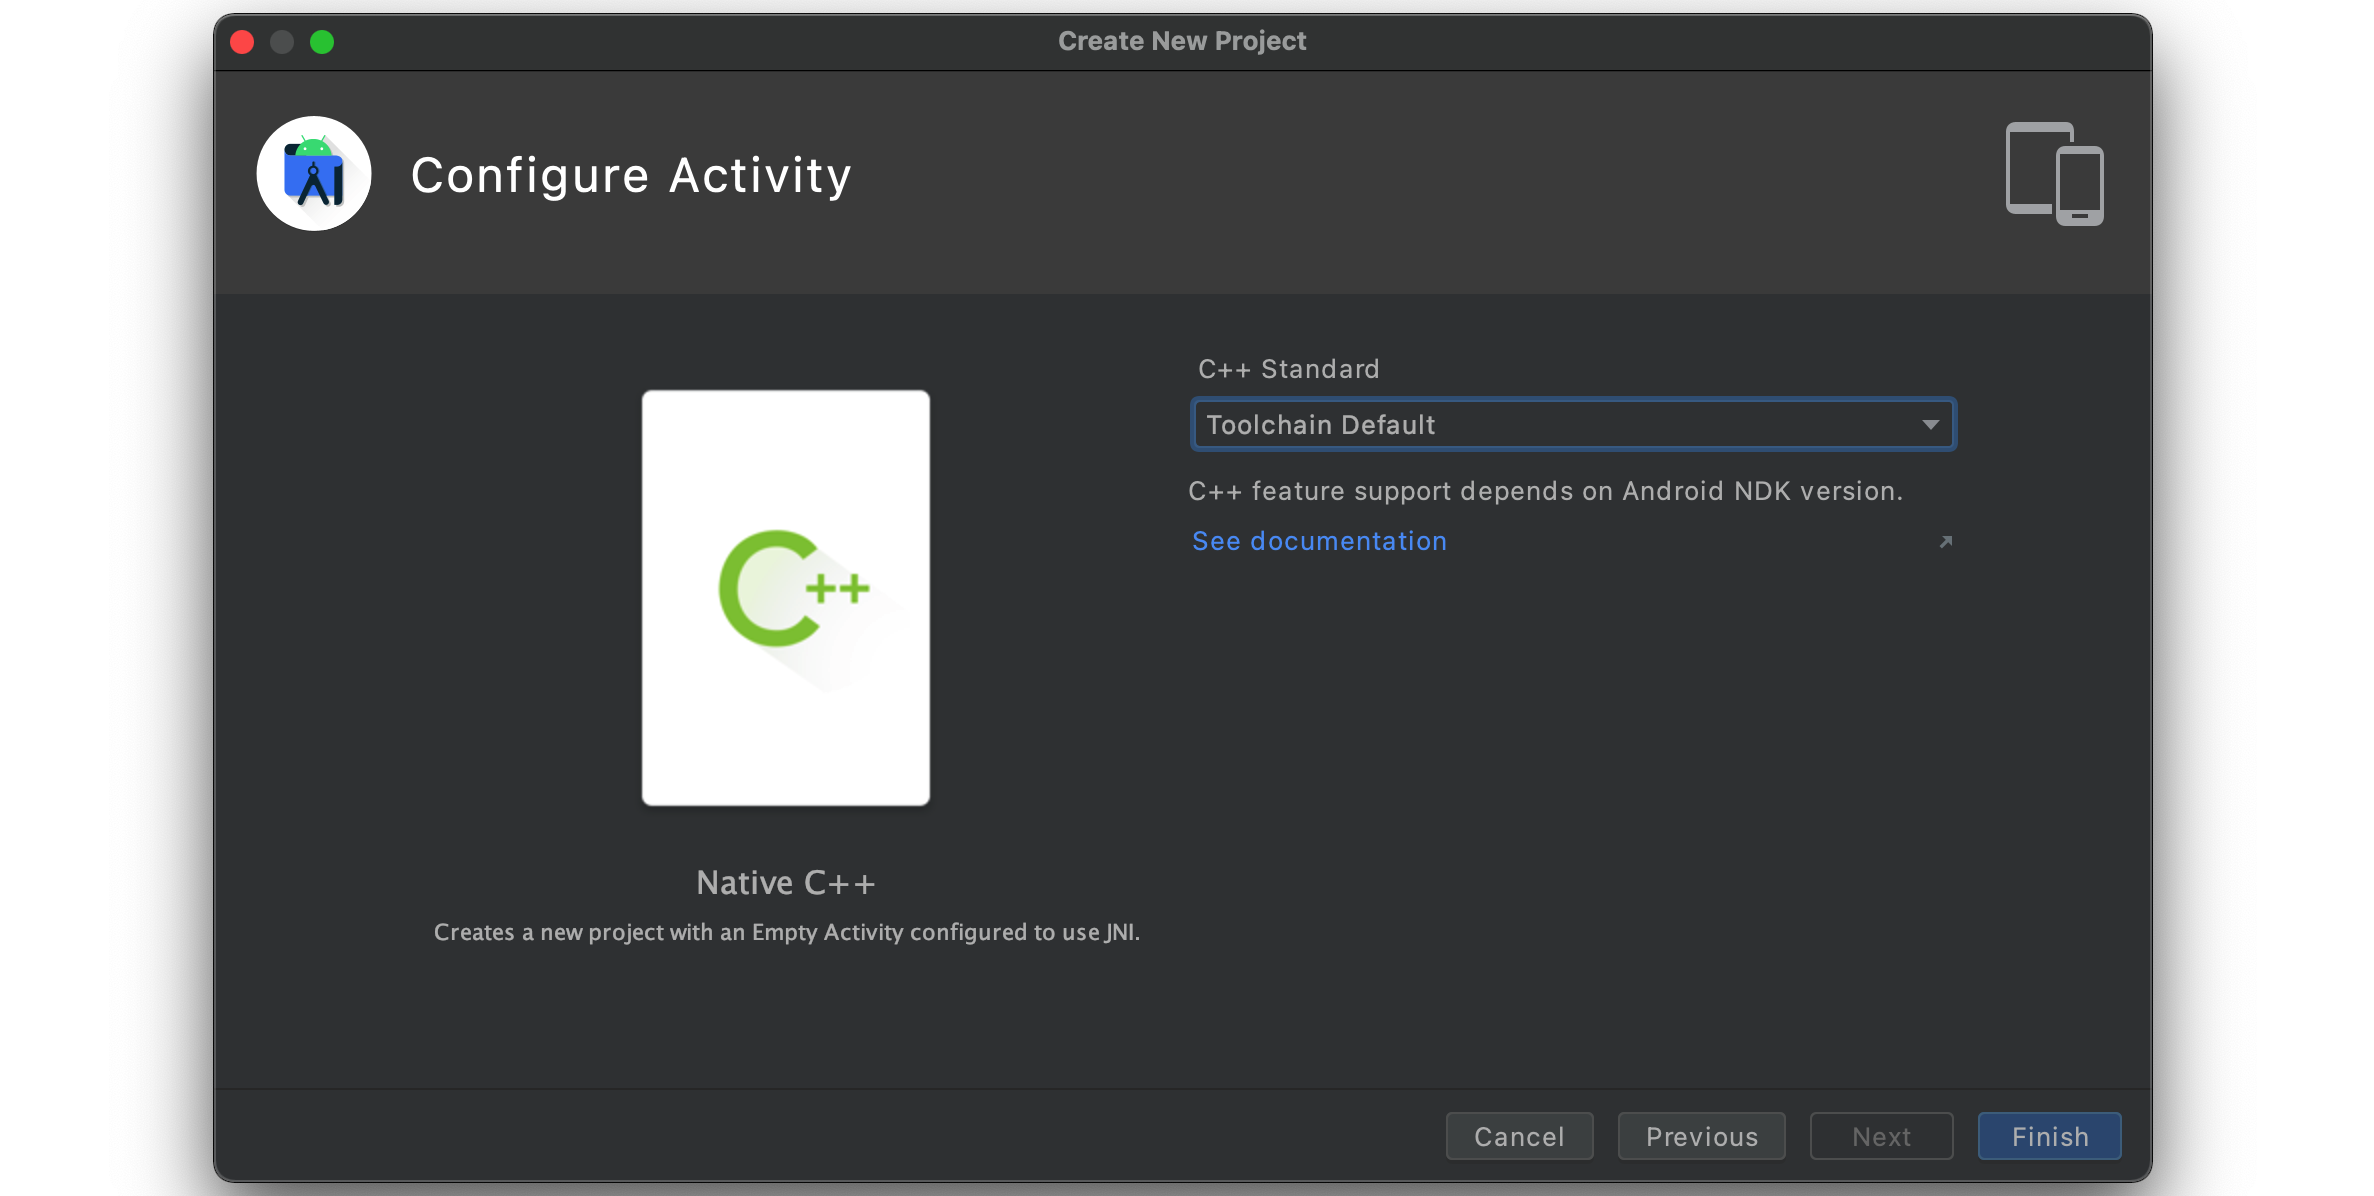 Create New Project
Configure Activity
C++ Standard
Toolchain Default
C++ feature support depends on Android NDK version.
See documentation
C++
Native C++
Creates a new project with an Empty Activity configured to use JNI.
Cancel
Previous
Next
Finish